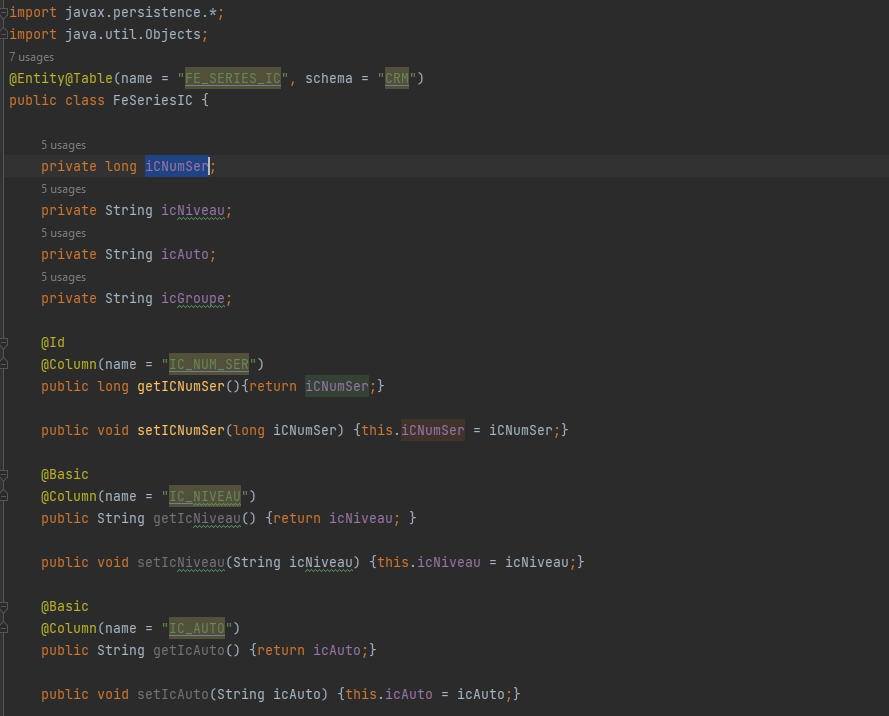 import javax.persistence.*;
import java.util.Objects;
7 usages
@Entity@Table(name = "FE_SERIES_IC", schema = "CRM")
public class FeSeriesIC {
5 usages
private long iCNumSer;
5 usages
private String icNiveau;
5 usages
private String icAuto;
5 usages
private String icGroupe;
@Id
@Column(name = "IC_NUM_SER")
public long getICNumSer(){return iCNumSer;}
public void setICNumSer(long iCNumSer) {this.iCNumSer = iCNumSer;}
@Basic
@Column(name = "IC_NIVEAU")
public String getIcNiveau() {return icNiveau; }
public void setIcNiveau(String icNiveau) {this.icNiveau = icNiveau;}
@Basic
@Column(name = "IC_AUTO")
public String getIcAuto() {return icAuto;}
public void setIcAuto(String icAuto) {this.icAuto = icAuto;}